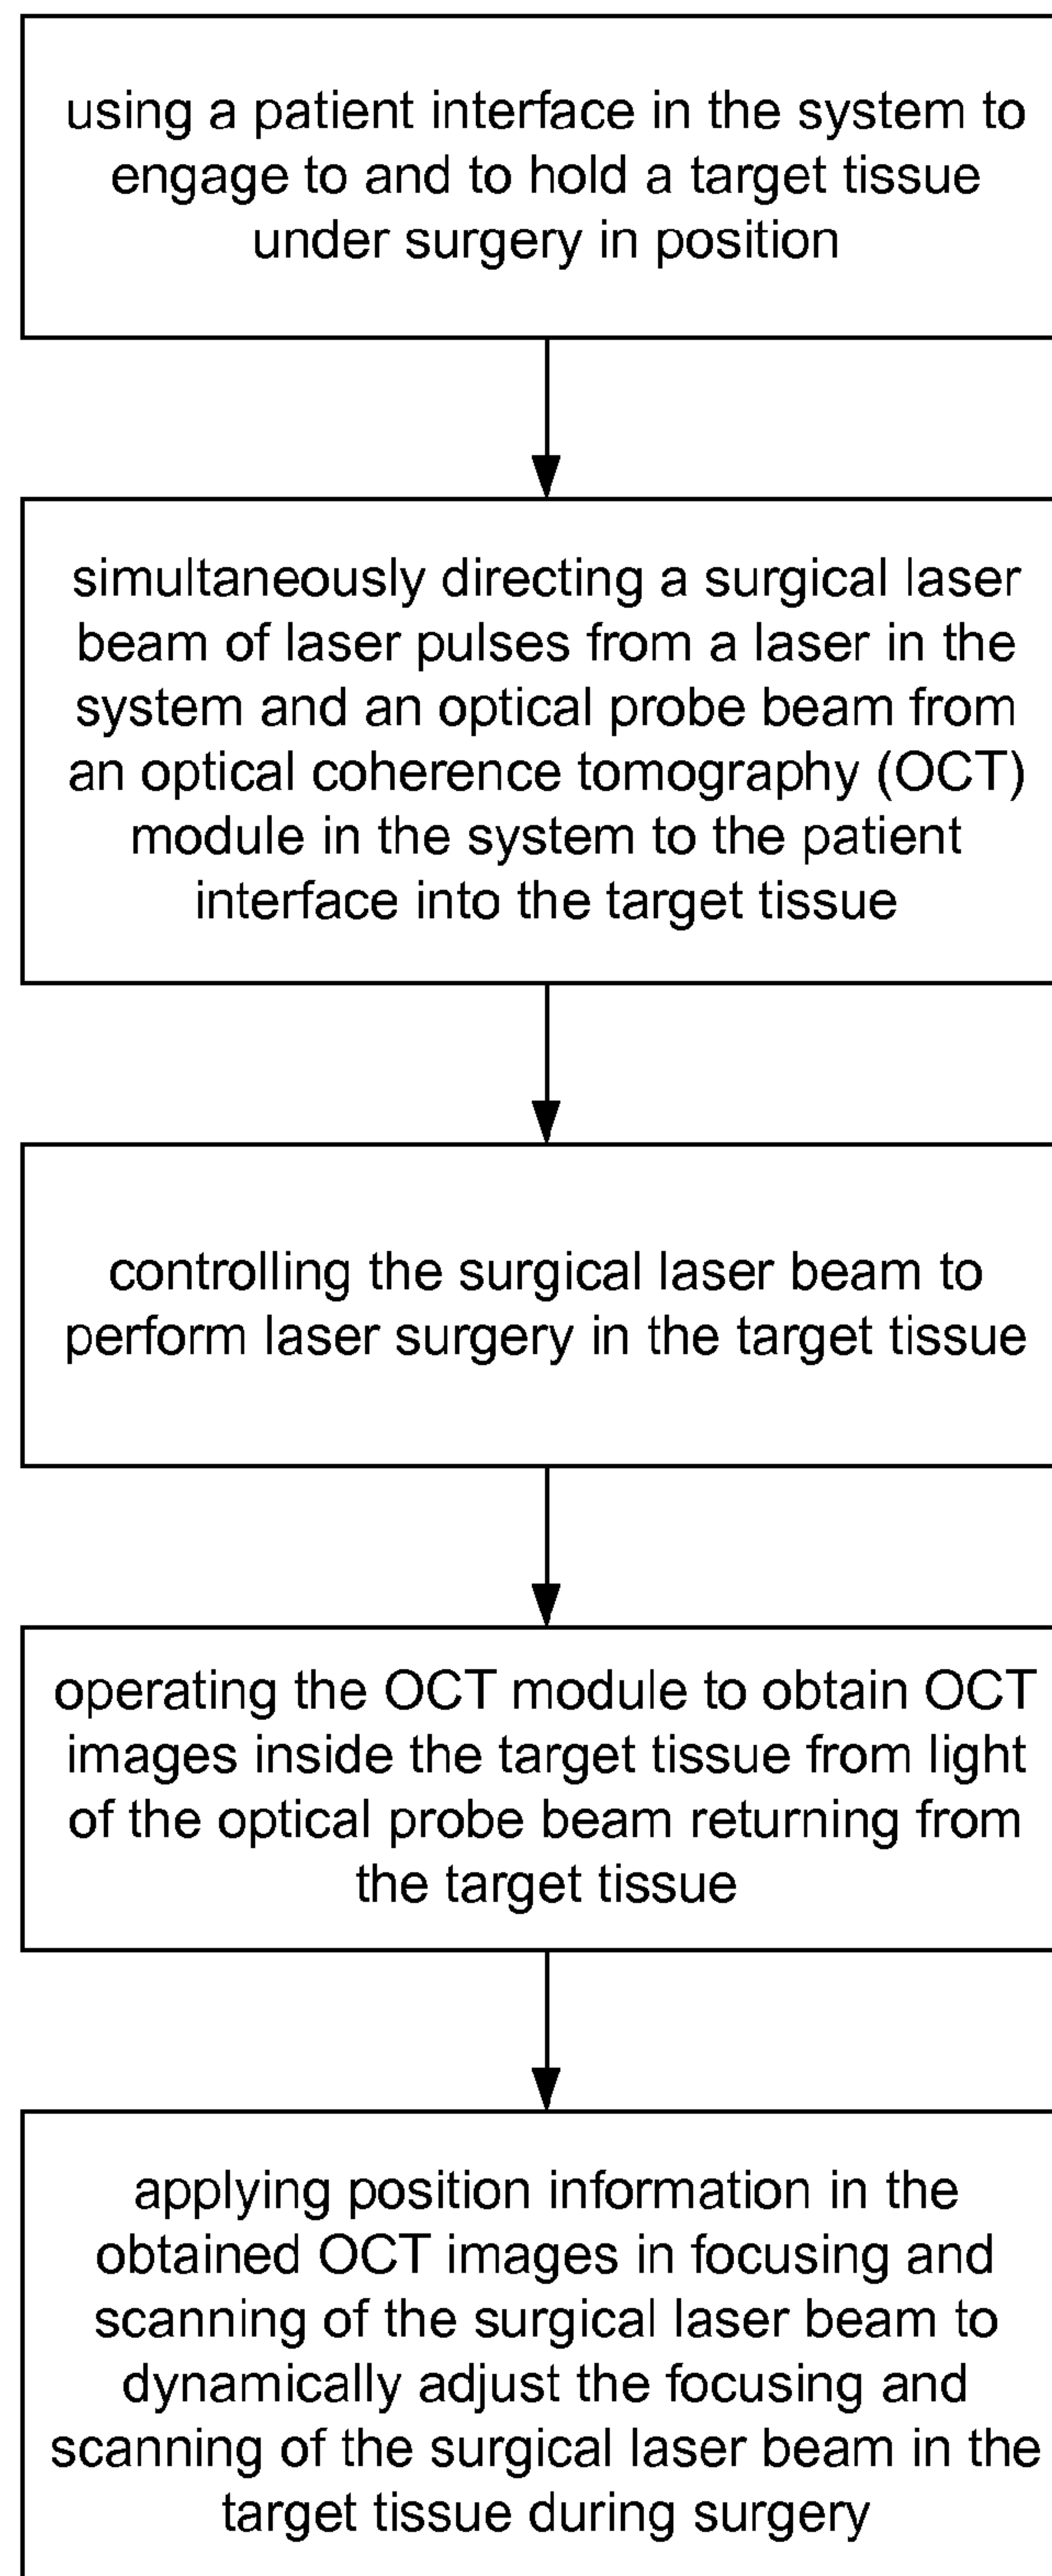 using a patient interface in the system to
engage to and to hold a target tissue
under surgery in position
simultaneously directing a surgical laser
beam of laser pulses from a laser in the
system and an optical probe beam from
an optical coherence tomography (OCT)
module in the system to the patient
interface into the target tissue
controlling the surgical laser beam to
perform laser surgery in the target tissue
operating the OCT module to obtain OCT
images inside the target tissue from light
of the optical probe beam returning from
the target tissue
applying position information in the
obtained OCT images in focusing and
scanning of the surgical laser beam to
dynamically adjust the focusing and
scanning of the surgical laser beam in the
target tissue during surgery